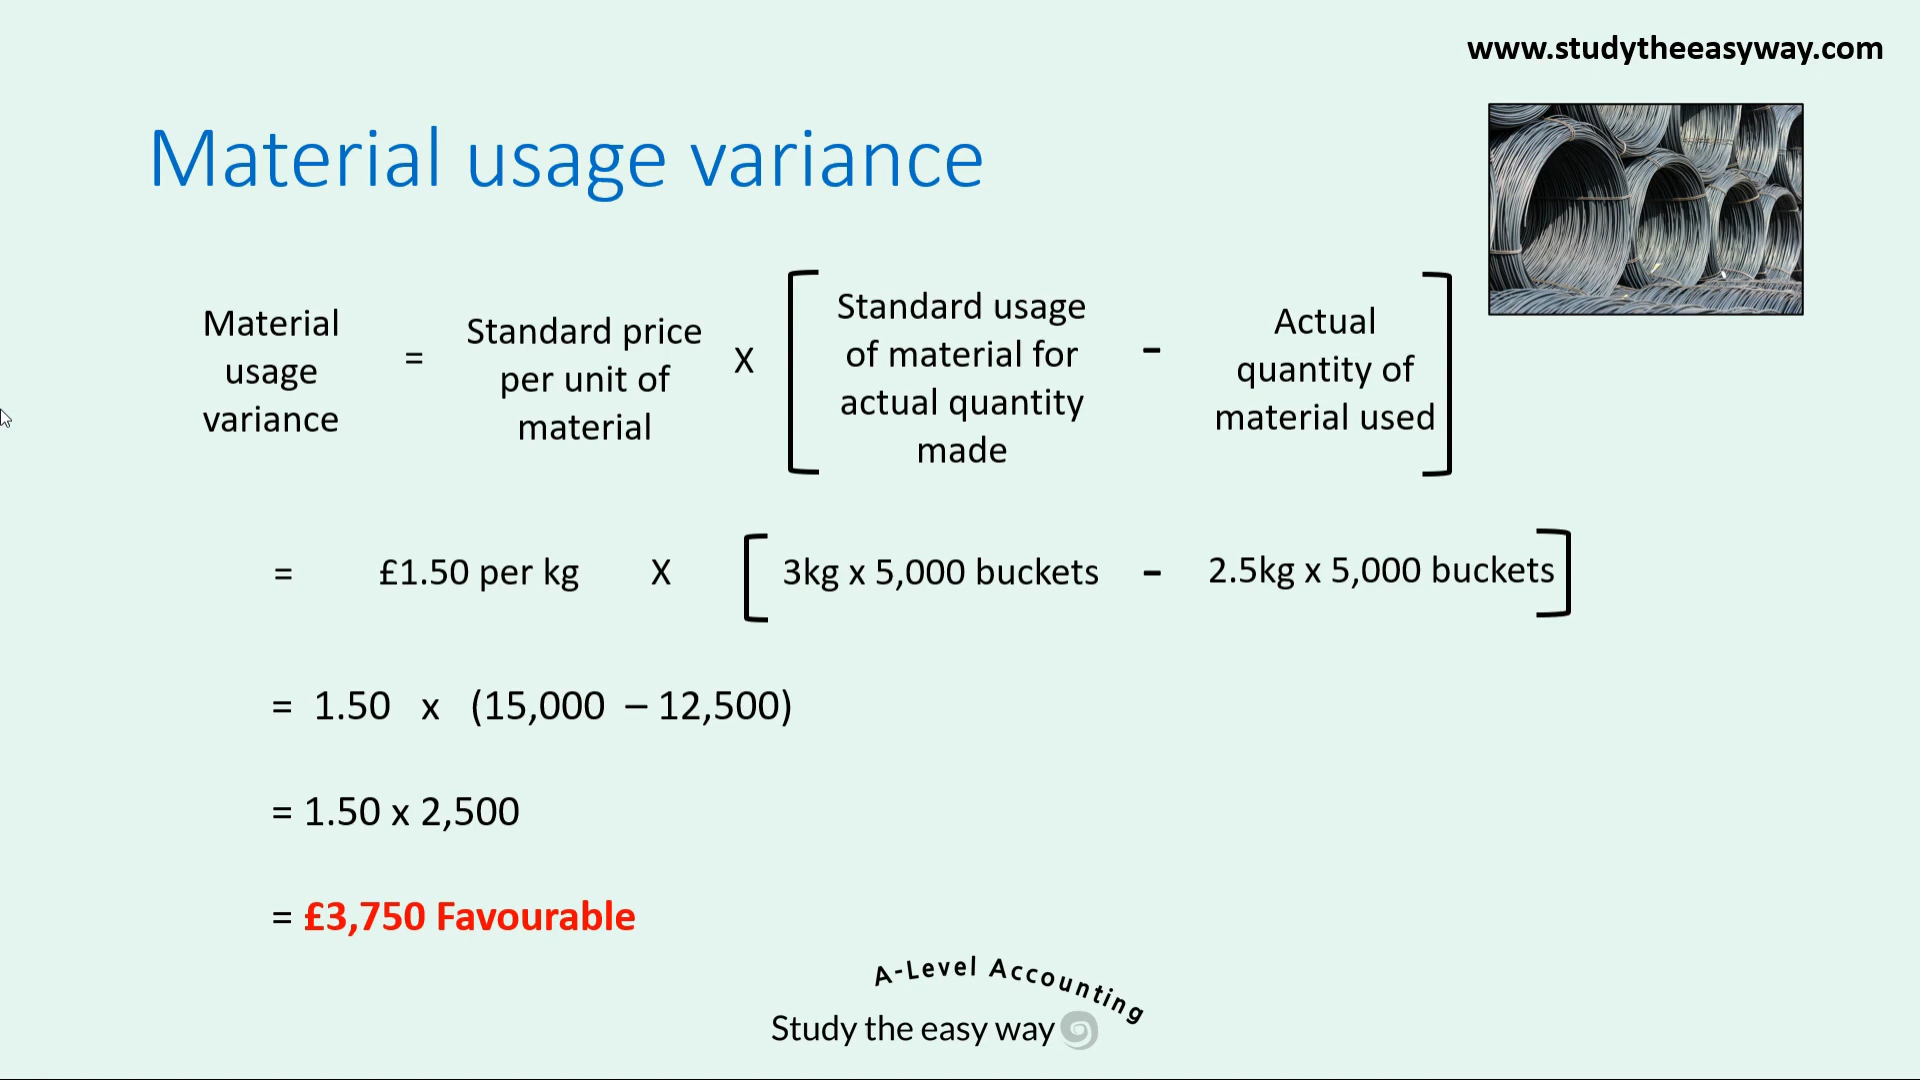 www.studytheeasyway.com
Material usage variance
Material
usage
variance
=
Standard price
per unit of
material
X
[
Standard usage
of material for
actual quantity
made
-
Actual
quantity of
material used
]
= £1.50 per kg X [ 3kg x 5,000 buckets - 2.5kg x 5,000 buckets ]
= 1.50 x (15,000 – 12,500)
= 1.50 x 2,500
= £3,750 Favourable
A-Level Accounting
Study the easy way